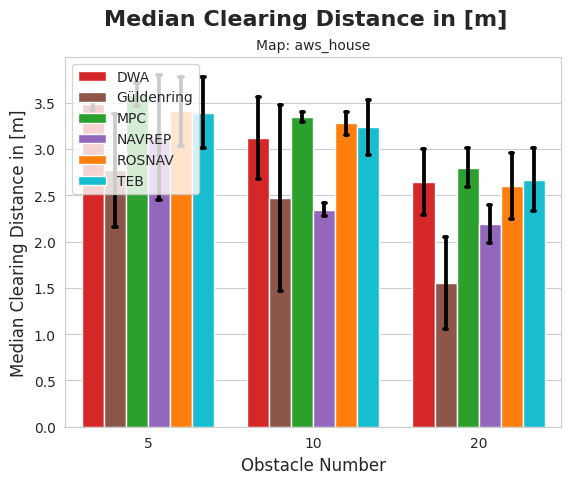 Median Clearing Distance in [m]
Map: aws_house
Median Clearing Distance in [m]
3.5
3.0
2.5
2.0
1.5
1.0
0.5
0.0
DWA
Güldenring
MPC
NAVREP
ROSNAV
TEB
5
10
20
Obstacle Number